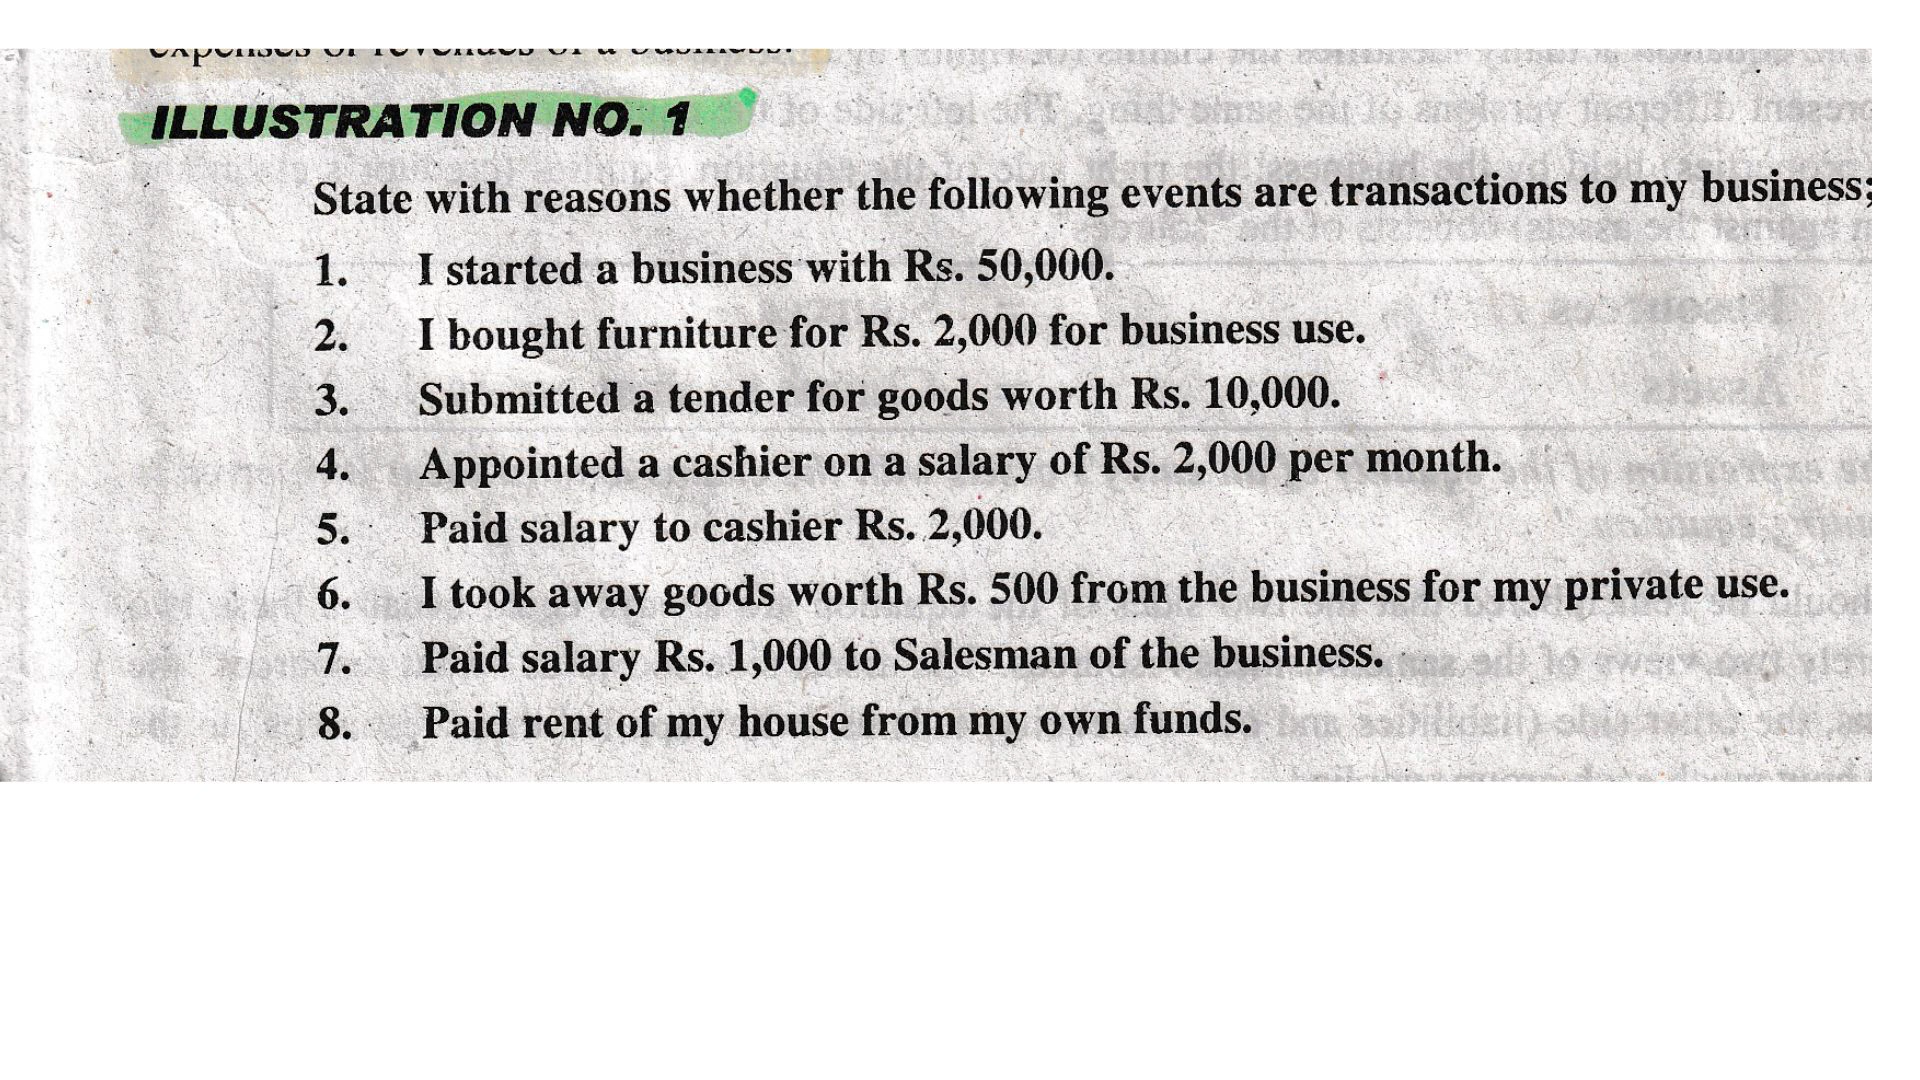 expenses or revenues of a business.
ILLUSTRATION NO. 1
State with reasons whether the following events are transactions to my business;
1. I started a business with Rs. 50,000.
2. I bought furniture for Rs. 2,000 for business use.
3. Submitted a tender for goods worth Rs. 10,000.
4. Appointed a cashier on a salary of Rs. 2,000 per month.
5. Paid salary to cashier Rs. 2,000.
6. I took away goods worth Rs. 500 from the business for my private use.
7. Paid salary Rs. 1,000 to Salesman of the business.
8. Paid rent of my house from my own funds.